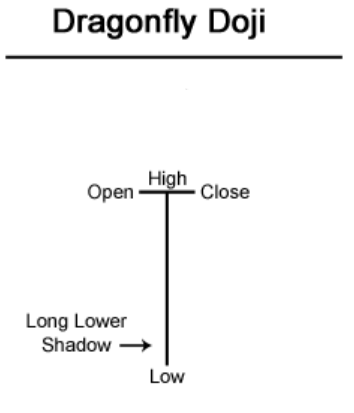 Dragonfly Doji
High
Open Close
Long Lower
Shadow
Low